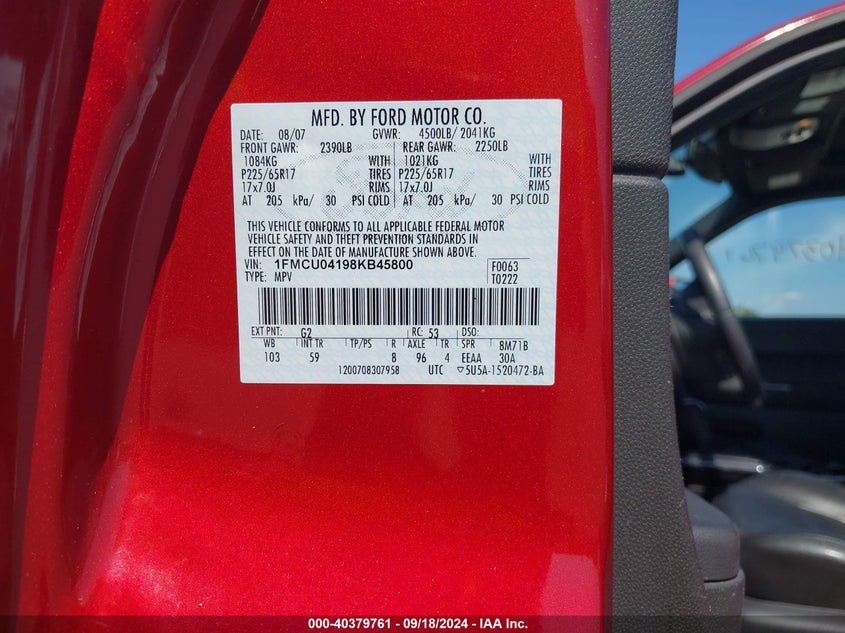 MFD. BY FORD MOTOR CO.
DATE: 08/07 GVWR: 4500LB/ 2041KG
FRONT GAWR: 2390LB REAR GAWR: 2250LB
1084KG WITH 1021KG WITH
P225/65R17 TIRES P225/65R17 TIRES
17x7.0J RIMS 17x7.0J RIMS
AT 205 kPa/ 30 PSI COLD AT 205 kPa/ 30 PSI COLD
THIS VEHICLE CONFORMS TO ALL APPLICABLE FEDERAL MOTOR
VEHICLE SAFETY AND THEFT PREVENTION STANDARDS IN
EFFECT ON THE DATE OF MANUFACTURE SHOWN ABOVE.
VIN: 1FMCU04198KB45800 F0063
TYPE: MPV T0222
EXT PNT: G2 RC: 53 DSO:
WB INT TR TP/PS R AXLE TR SPR 8M71B
103 59 8 96 4 EEAA 30A
1200708307958 UTC ▽5U5A-1520472-BA
000-40379761 - 09/18/2024 - IAA Inc.